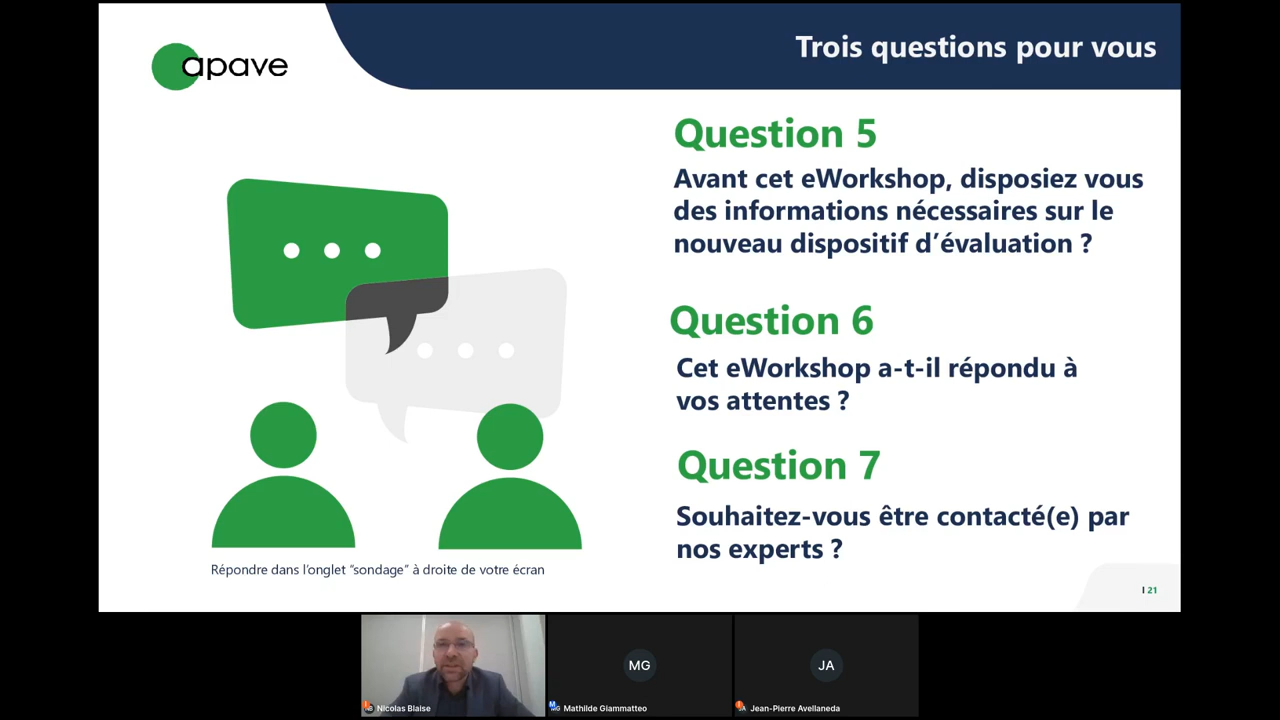 apave
Trois questions pour vous
Question 5
Avant cet eWorkshop, disposiez vous
des informations nécessaires sur le
nouveau dispositif d’évaluation ?
Question 6
Cet eWorkshop a-t-il répondu à
vos attentes ?
Question 7
Souhaitez-vous être contacté(e) par
nos experts ?
Répondre dans l’onglet “sondage” à droite de votre écran
I 21
MG
JA
Nicolas Blaise
Mathilde Giammatteo
Jean-Pierre Avellaneda